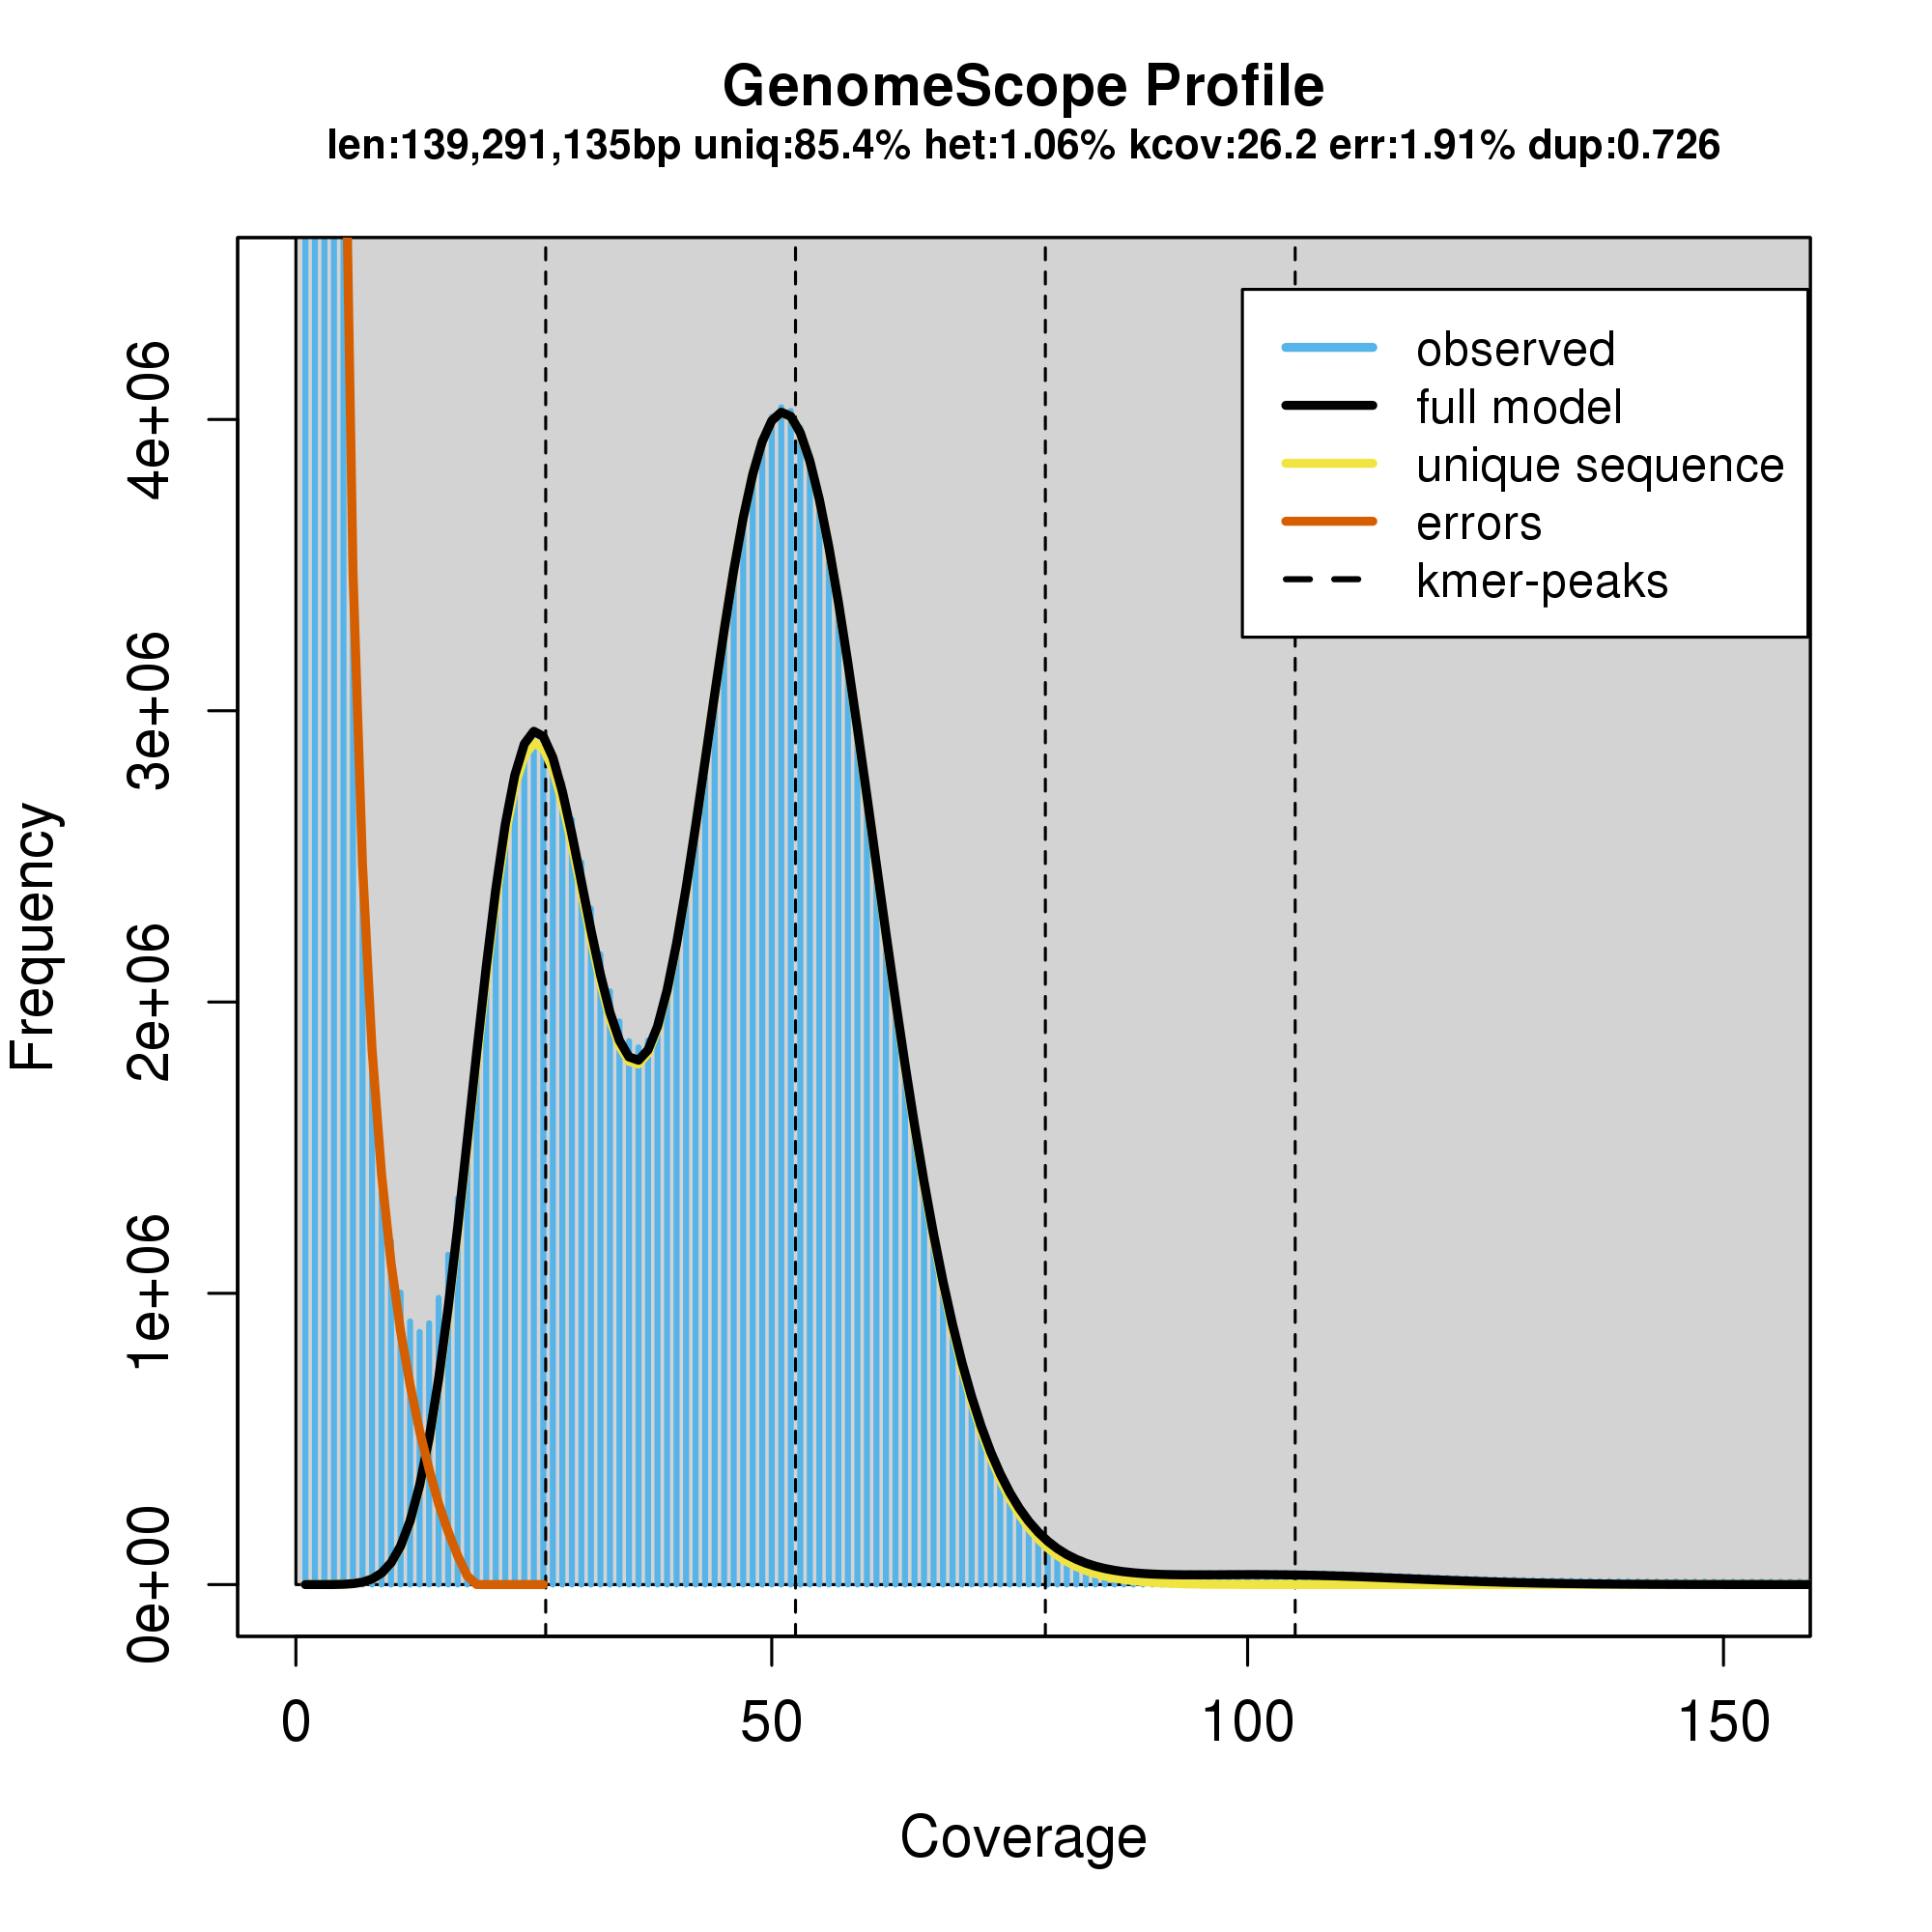 GenomeScope Profile
len:139,291,135bp uniq:85.4% het:1.06% kcov:26.2 err:1.91% dup:0.726
observed
full model
unique sequence
errors
kmer-peaks
Frequency
4e+06
3e+06
2e+06
1e+06
0e+00
0 50 100 150
Coverage